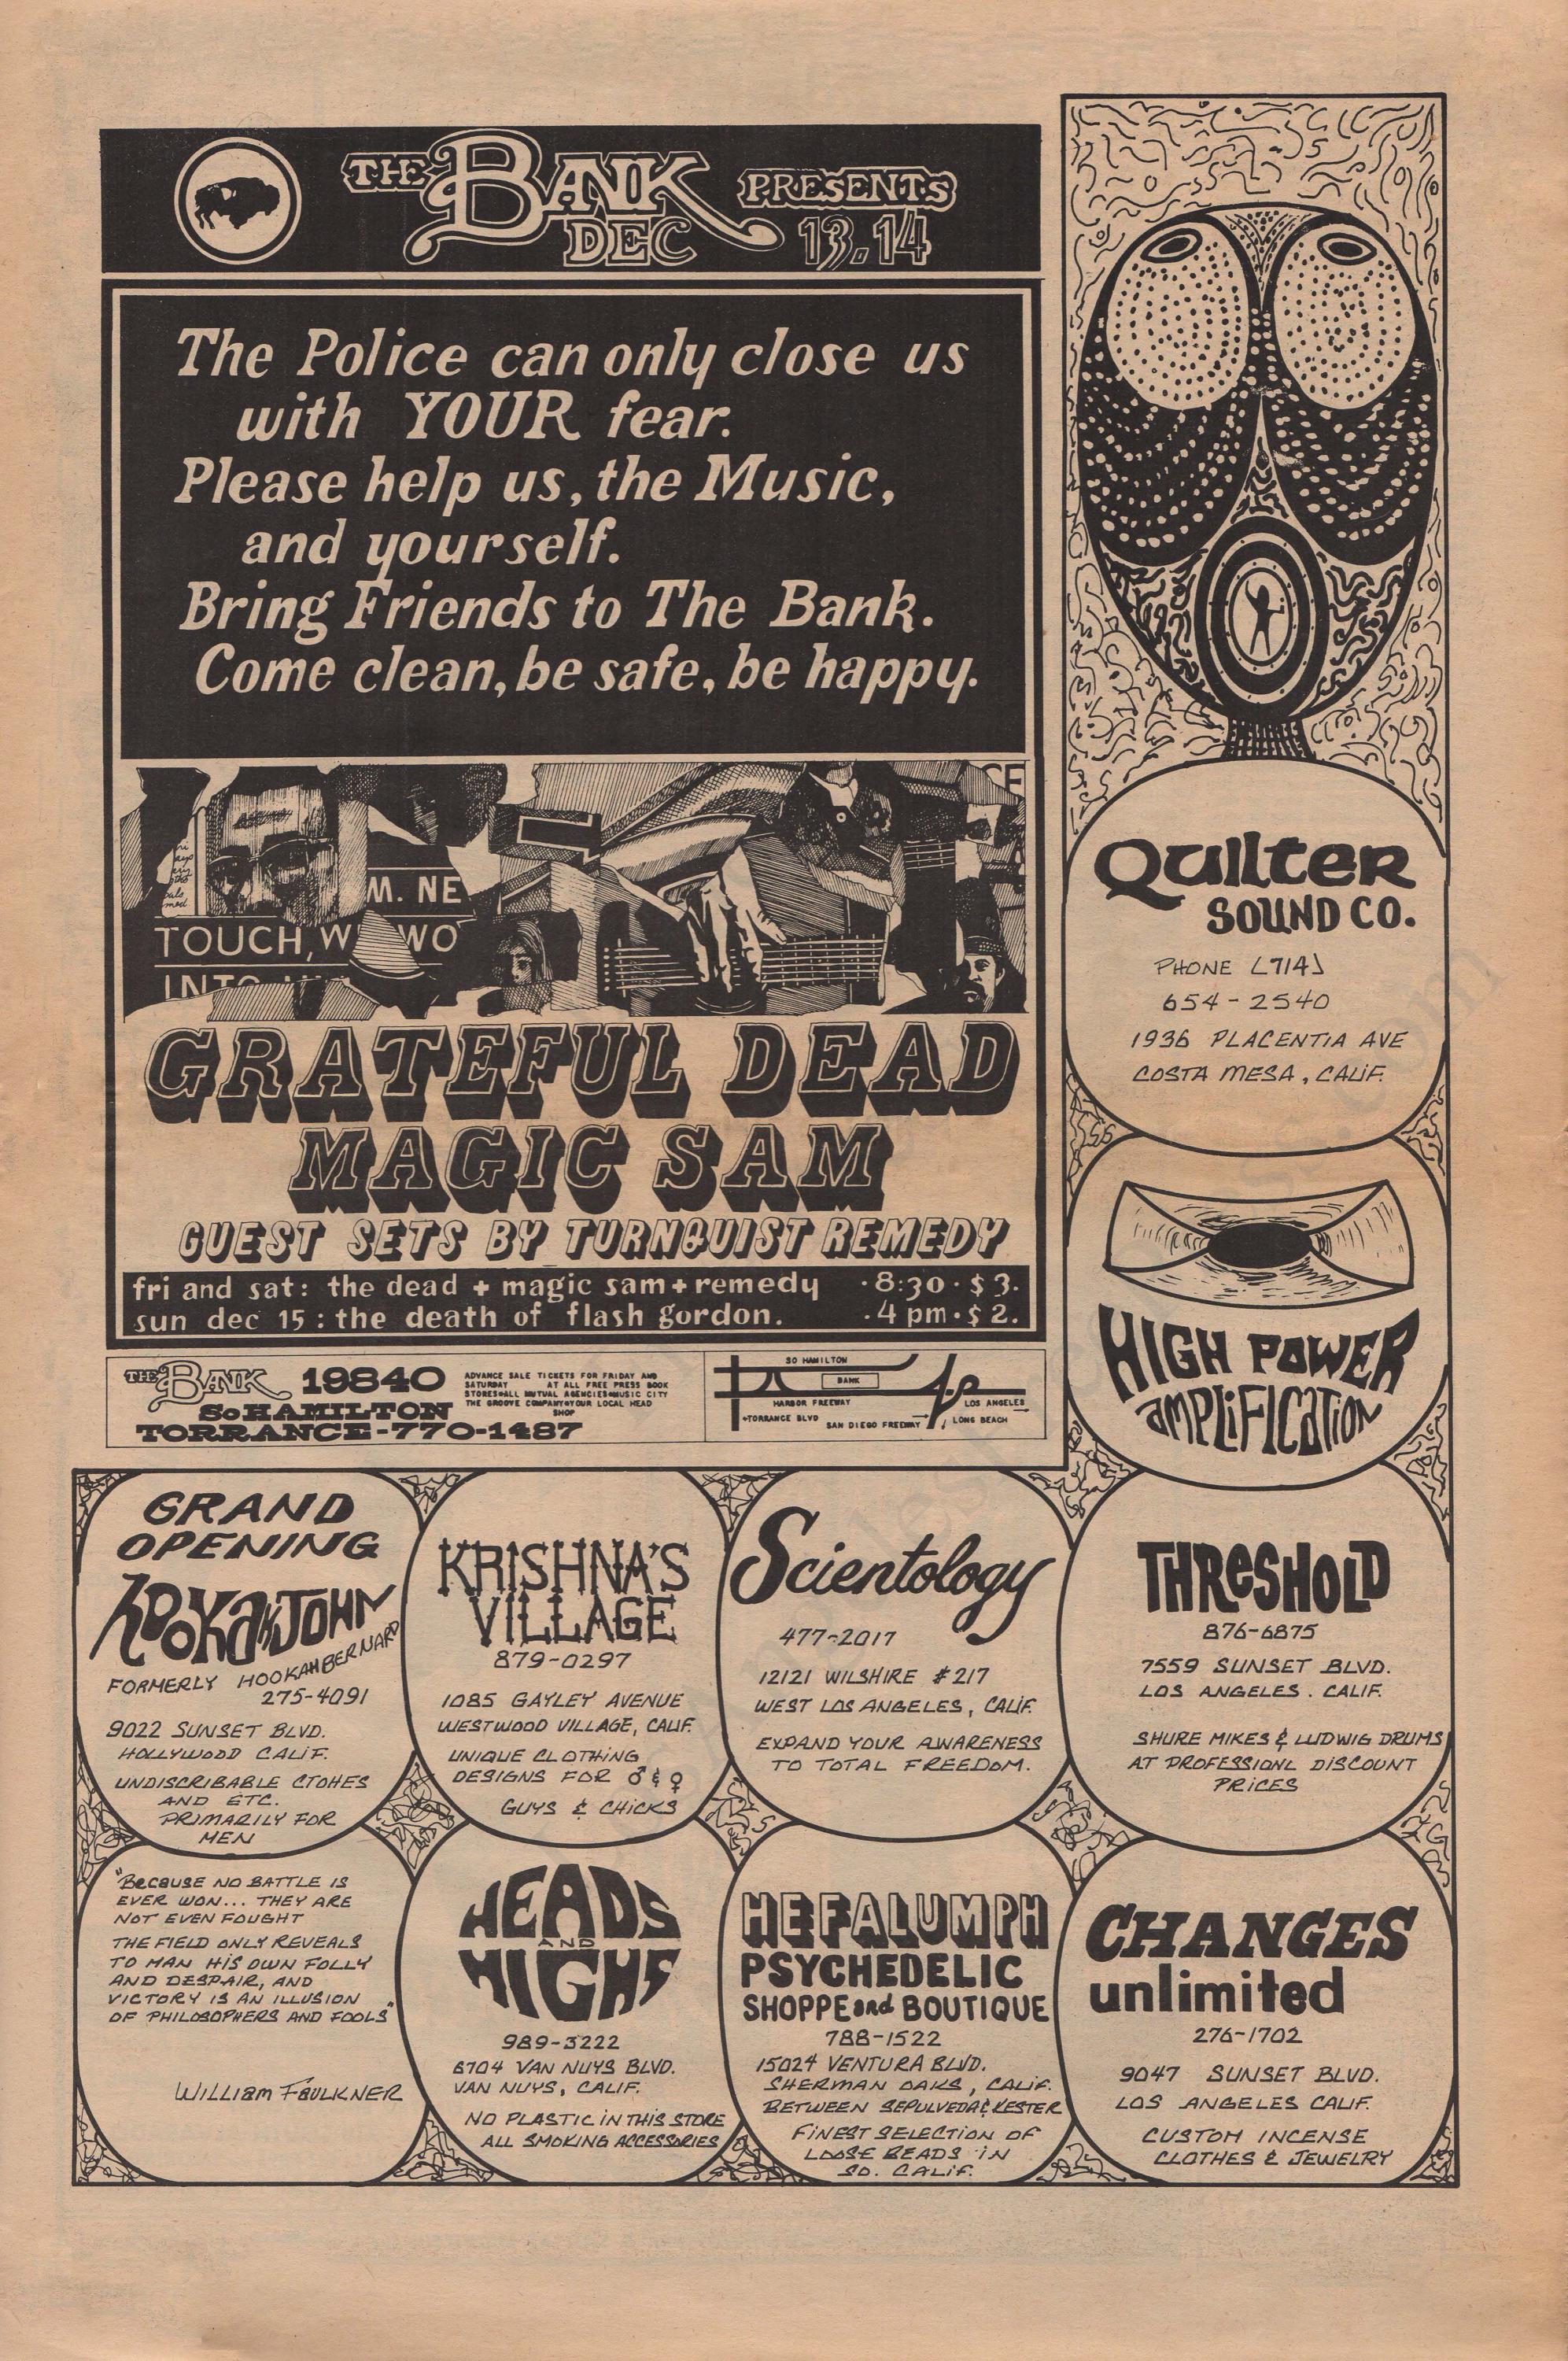 THE BANK PRESENTS
DEC 13.14
The Police can only close us
with YOUR fear.
Please help us, the Music,
and yourself.
Bring Friends to The Bank.
Come clean, be safe, be happy.
M. NE
TOUCH, W WO
INTO
GRATEFUL DEAD
MAGIC SAM
GUEST SETS BY TURNQUIST REMEDY
fri and sat: the dead + magic sam + remedy · 8:30 · $ 3.
sun dec 15 : the death of flash gordon. · 4 pm · $ 2.
THE BANK 19840
So HAMILTON
TORRANCE-770-1487
ADVANCE SALE TICKETS FOR FRIDAY AND
SATURDAY AT ALL FREE PRESS BOOK
STORES•ALL MUTUAL AGENCIES•MUSIC CITY
THE GROOVE COMPANY•YOUR LOCAL HEAD
SHOP
SO HAMILTON
BANK
HARBOR FREEWAY
LOS ANGELES
TORRANCE BLVD
SAN DIEGO FREEWAY
LONG BEACH
Quilter
SOUND CO.
PHONE (714)
654-2540
1936 PLACENTIA AVE
COSTA MESA, CALIF.
HIGH POWER
AMPLIFICATION
GRAND
OPENING
HOOKAH JOHN
FORMERLY HOOKAH BERNARD
275-4091
9022 SUNSET BLVD.
HOLLYWOOD CALIF.
UNDISCRIBABLE CTOHES
AND ETC.
PRIMARILY FOR
MEN
KRISHNA'S
VILLAGE
879-0297
1085 GAYLEY AVENUE
WESTWOOD VILLAGE, CALIF.
UNIQUE CLOTHING
DESIGNS FOR ♂ & ♀
GUYS & CHICKS
Scientology
477-2017
12121 WILSHIRE #217
WEST LOS ANGELES, CALIF.
EXPAND YOUR AWARENESS
TO TOTAL FREEDOM.
THReSHOLD
876-6875
7559 SUNSET BLVD.
LOS ANGELES. CALIF.
SHURE MIKES & LUDWIG DRUMS
AT PROFESSIONL DISCOUNT
PRICES
"BECAUSE NO BATTLE IS
EVER WON... THEY ARE
NOT EVEN FOUGHT
THE FIELD ONLY REVEALS
TO MAN HIS OWN FOLLY
AND DESPAIR, AND
VICTORY IS AN ILLUSION
OF PHILOSOPHERS AND FOOLS"
WILLIAM FAULKNER
HEADS
AND
HIGHS
989-3222
6704 VAN NUYS BLVD.
VAN NUYS, CALIF.
NO PLASTIC IN THIS STORE
ALL SMOKING ACCESSORIES
HEFALUMPH
PSYCHEDELIC
SHOPPE and BOUTIQUE
788-1522
15024 VENTURA BLVD.
SHERMAN OAKS, CALIF.
BETWEEN SEPULVEDA & KESTER
FINEST SELECTION OF
LOOSE BEADS IN
SO. CALIF.
CHANGES
unlimited
276-1702
9047 SUNSET BLVD.
LOS ANGELES CALIF.
CUSTOM INCENSE
CLOTHES & JEWELRY